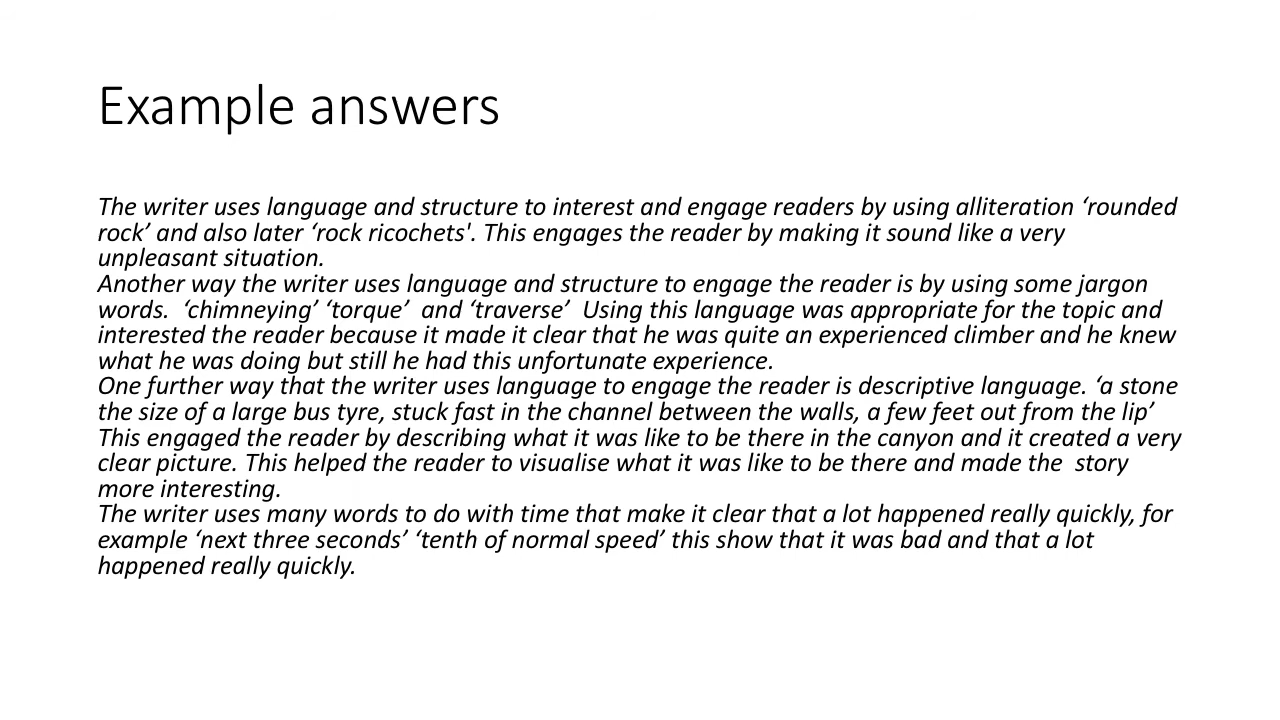 Example answers
The writer uses language and structure to interest and engage readers by using alliteration ‘rounded
rock’ and also later ‘rock ricochets'. This engages the reader by making it sound like a very
unpleasant situation.
Another way the writer uses language and structure to engage the reader is by using some jargon
words.  ‘chimneying’ ‘torque’  and ‘traverse’  Using this language was appropriate for the topic and
interested the reader because it made it clear that he was quite an experienced climber and he knew
what he was doing but still he had this unfortunate experience.
One further way that the writer uses language to engage the reader is descriptive language. ‘a stone
the size of a large bus tyre, stuck fast in the channel between the walls, a few feet out from the lip’
This engaged the reader by describing what it was like to be there in the canyon and it created a very
clear picture. This helped the reader to visualise what it was like to be there and made the  story
more interesting.
The writer uses many words to do with time that make it clear that a lot happened really quickly, for
example ‘next three seconds’ ‘tenth of normal speed’ this show that it was bad and that a lot
happened really quickly.